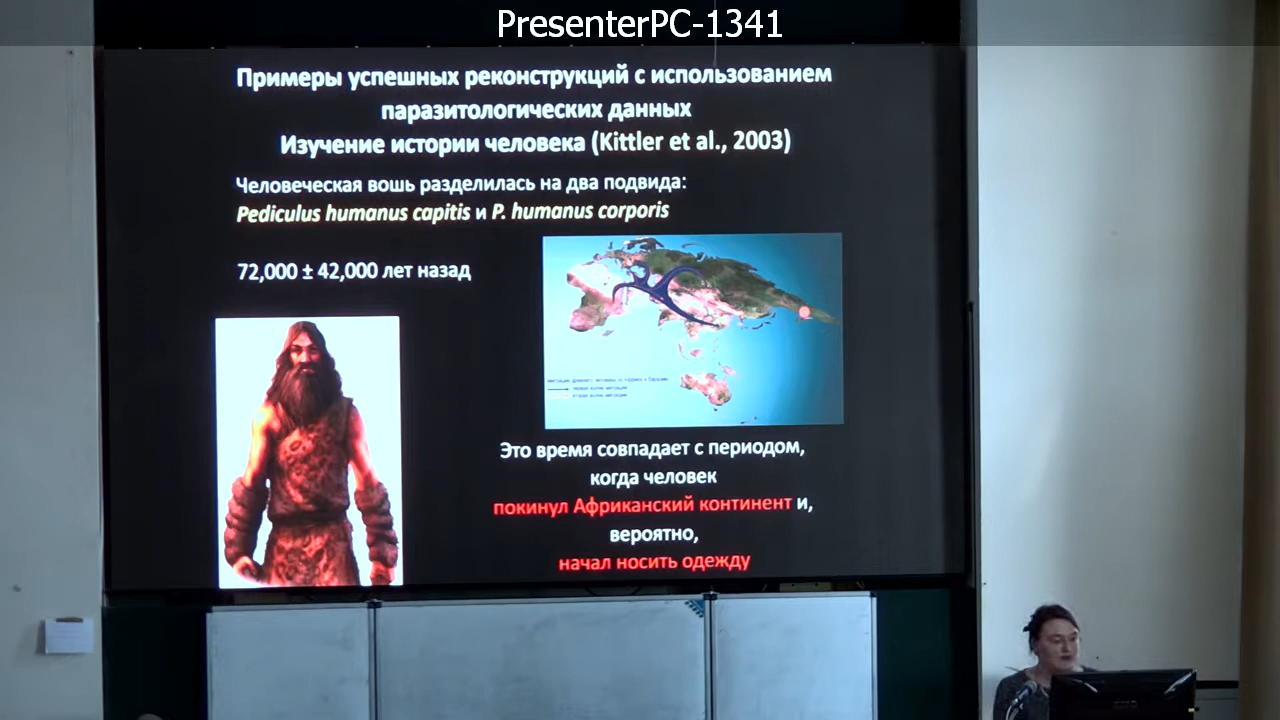 PresenterPC-1341
Примеры успешных реконструкций с использованием
паразитологических данных
Изучение истории человека (Kittler et al., 2003)
Человеческая вошь разделилась на два подвида:
Pediculus humanus capitis и P. humanus corporis
72,000 ± 42,000 лет назад
Это время совпадает с периодом,
когда человек
покинул Африканский континент и,
вероятно,
начал носить одежду